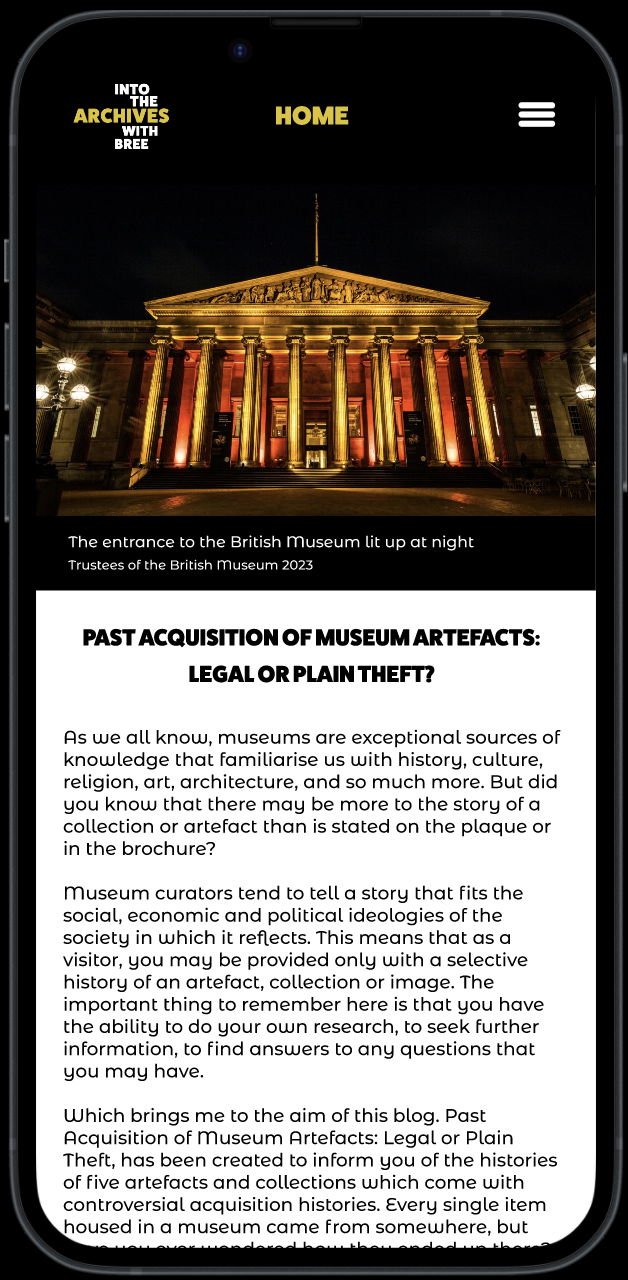 INTO
THE
ARCHIVES
WITH
BREE
HOME
The entrance to the British Museum lit up at night
Trustees of the British Museum 2023
PAST ACQUISITION OF MUSEUM ARTEFACTS:
LEGAL OR PLAIN THEFT?
As we all know, museums are exceptional sources of
knowledge that familiarise us with history, culture,
religion, art, architecture, and so much more. But did
you know that there may be more to the story of a
collection or artefact than is stated on the plaque or
in the brochure?
Museum curators tend to tell a story that fits the
social, economic and political ideologies of the
society in which it reflects. This means that as a
visitor, you may be provided only with a selective
history of an artefact, collection or image. The
important thing to remember here is that you have
the ability to do your own research, to seek further
information, to find answers to any questions that
you may have.
Which brings me to the aim of this blog. Past
Acquisition of Museum Artefacts: Legal or Plain
Theft, has been created to inform you of the histories
of five artefacts and collections which come with
controversial acquisition histories. Every single item
housed in a museum came from somewhere, but
you ever wondered how they ended up there?